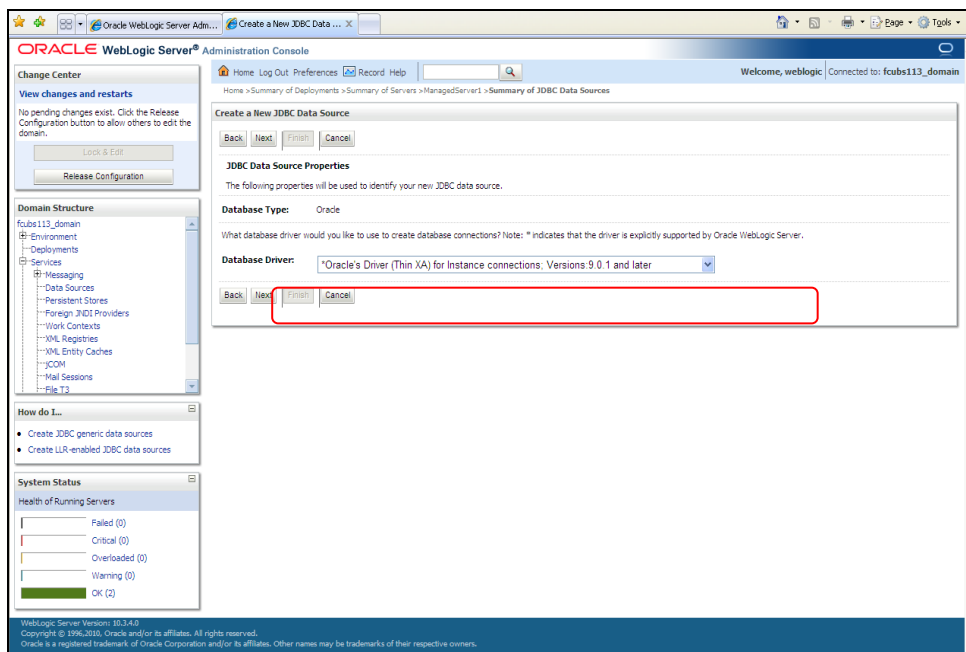 Oracle WebLogic Server Adm...
Create a New JDBC Data ... X
Page
Tools
ORACLE WebLogic Server® Administration Console
Change Center
View changes and restarts
No pending changes exist. Click the Release
Configuration button to allow others to edit the
domain.
Lock & Edit
Release Configuration
Domain Structure
fcubs113_domain
Environment
Deployments
Services
Messaging
Data Sources
Persistent Stores
Foreign JNDI Providers
Work Contexts
XML Registries
XML Entity Caches
jCOM
Mail Sessions
File T3
How do I...
Create JDBC generic data sources
Create LLR-enabled JDBC data sources
System Status
Health of Running Servers
Failed (0)
Critical (0)
Overloaded (0)
Warning (0)
OK (2)
Home Log Out Preferences Record Help
Welcome, weblogic Connected to: fcubs113_domain
Home >Summary of Deployments >Summary of Servers >ManagedServer1 >Summary of JDBC Data Sources
Create a New JDBC Data Source
Back Next Finish Cancel
JDBC Data Source Properties
The following properties will be used to identify your new JDBC data source.
Database Type: Oracle
What database driver would you like to use to create database connections? Note: * indicates that the driver is explicitly supported by Oracle WebLogic Server.
Database Driver: *Oracle's Driver (Thin XA) for Instance connections; Versions:9.0.1 and later
Back Next Finish Cancel
WebLogic Server Version: 10.3.4.0
Copyright © 1996,2010, Oracle and/or its affiliates. All rights reserved.
Oracle is a registered trademark of Oracle Corporation and/or its affiliates. Other names may be trademarks of their respective owners.